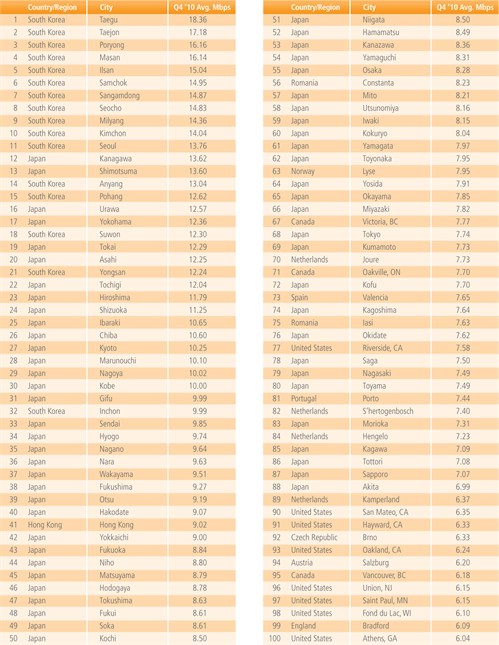 Country/Region City Q4 '10 Avg. Mbps
1 South Korea Taegu 18.36
2 South Korea Taejon 17.18
3 South Korea Poryong 16.16
4 South Korea Masan 16.14
5 South Korea Ilsan 15.04
6 South Korea Samchok 14.95
7 South Korea Sangamdong 14.87
8 South Korea Seocho 14.83
9 South Korea Milyang 14.36
10 South Korea Kimchon 14.04
11 South Korea Seoul 13.76
12 Japan Kanagawa 13.62
13 Japan Shimotsuma 13.60
14 South Korea Anyang 13.04
15 South Korea Pohang 12.62
16 Japan Urawa 12.57
17 Japan Yokohama 12.36
18 South Korea Suwon 12.30
19 Japan Tokai 12.29
20 Japan Asahi 12.25
21 South Korea Yongsan 12.24
22 Japan Tochigi 12.04
23 Japan Hiroshima 11.79
24 Japan Shizuoka 11.25
25 Japan Ibaraki 10.65
26 Japan Chiba 10.60
27 Japan Kyoto 10.25
28 Japan Marunouchi 10.10
29 Japan Nagoya 10.02
30 Japan Kobe 10.00
31 Japan Gifu 9.99
32 South Korea Inchon 9.99
33 Japan Sendai 9.85
34 Japan Hyogo 9.74
35 Japan Nagano 9.64
36 Japan Nara 9.63
37 Japan Wakayama 9.51
38 Japan Fukushima 9.27
39 Japan Otsu 9.19
40 Japan Hakodate 9.07
41 Hong Kong Hong Kong 9.02
42 Japan Yokkaichi 9.00
43 Japan Fukuoka 8.84
44 Japan Niho 8.80
45 Japan Matsuyama 8.79
46 Japan Hodogaya 8.78
47 Japan Tokushima 8.63
48 Japan Fukui 8.61
49 Japan Soka 8.61
50 Japan Kochi 8.50
Country/Region City Q4 '10 Avg. Mbps
51 Japan Niigata 8.50
52 Japan Hamamatsu 8.49
53 Japan Kanazawa 8.36
54 Japan Yamaguchi 8.31
55 Japan Osaka 8.28
56 Romania Constanta 8.23
57 Japan Mito 8.21
58 Japan Utsunomiya 8.16
59 Japan Iwaki 8.15
60 Japan Kokuryo 8.04
61 Japan Yamagata 7.97
62 Japan Toyonaka 7.95
63 Norway Lyse 7.95
64 Japan Yosida 7.91
65 Japan Okayama 7.85
66 Japan Miyazaki 7.82
67 Canada Victoria, BC 7.77
68 Japan Tokyo 7.74
69 Japan Kumamoto 7.73
70 Netherlands Joure 7.73
71 Canada Oakville, ON 7.70
72 Japan Kofu 7.70
73 Spain Valencia 7.65
74 Japan Kagoshima 7.64
75 Romania Iasi 7.63
76 Japan Okidate 7.62
77 United States Riverside, CA 7.58
78 Japan Saga 7.50
79 Japan Nagasaki 7.49
80 Japan Toyama 7.49
81 Portugal Porto 7.44
82 Netherlands S'hertogenbosch 7.40
83 Japan Morioka 7.31
84 Netherlands Hengelo 7.23
85 Japan Kagawa 7.09
86 Japan Tottori 7.08
87 Japan Sapporo 7.07
88 Japan Akita 6.99
89 Netherlands Kamperland 6.37
90 United States San Mateo, CA 6.35
91 United States Hayward, CA 6.33
92 Czech Republic Brno 6.33
93 United States Oakland, CA 6.24
94 Austria Salzburg 6.20
95 Canada Vancouver, BC 6.18
96 United States Union, NJ 6.15
97 United States Saint Paul, MN 6.15
98 United States Fond du Lac, WI 6.10
99 England Bradford 6.09
100 United States Athens, GA 6.04